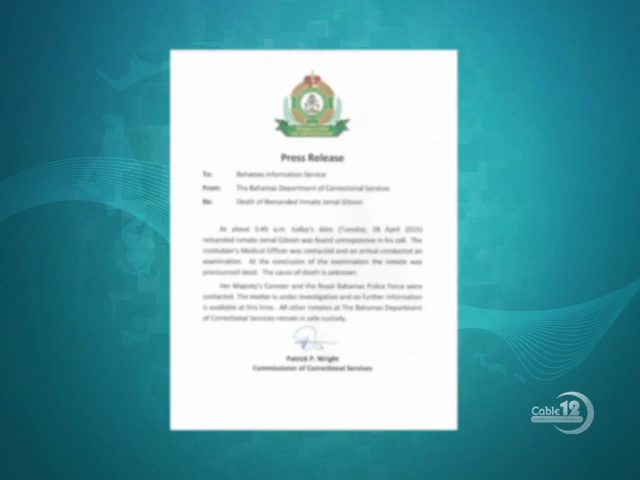 Press Release
To: Bahamas Information Service
From: The Bahamas Department of Correctional Services
Re: Death of Remanded Inmate Jamal Gibson
At about 5:45 a.m. today's date (Tuesday, 28 April 2015)
remanded inmate Jamal Gibson was found unresponsive in his cell. The
institution's Medical Officer was contacted and on arrival conducted an
examination. At the conclusion of the examination the inmate was
pronounced dead. The cause of death is unknown.
Her Majesty's Coroner and the Royal Bahamas Police Force were
contacted. The matter is under investigation and no further information
is available at this time. All other inmates at The Bahamas Department
of Correctional Services remain in safe custody.
Patrick P. Wright
Commissioner of Correctional Services
Cable 12